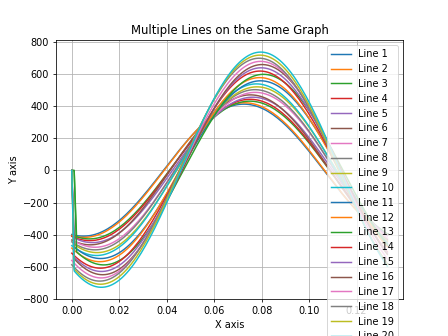 Multiple Lines on the Same Graph
800
600
400
200
0
−200
−400
−600
−800
Y axis
0.00
0.02
0.04
0.06
0.08
0.10
X axis
Line 1
Line 2
Line 3
Line 4
Line 5
Line 6
Line 7
Line 8
Line 9
Line 10
Line 11
Line 12
Line 13
Line 14
Line 15
Line 16
Line 17
Line 18
Line 19
Line 20